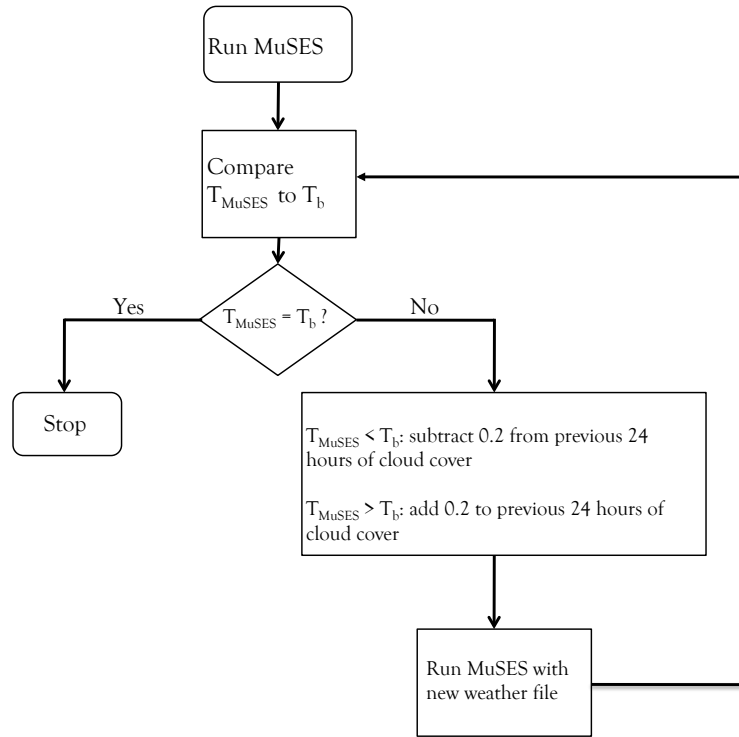 Run MuSES
Compare
T_MuSES to T_b
T_MuSES = T_b ?
Yes
No
Stop
T_MuSES < T_b: subtract 0.2 from previous 24
hours of cloud cover
T_MuSES > T_b: add 0.2 to previous 24 hours of
cloud cover
Run MuSES with
new weather file